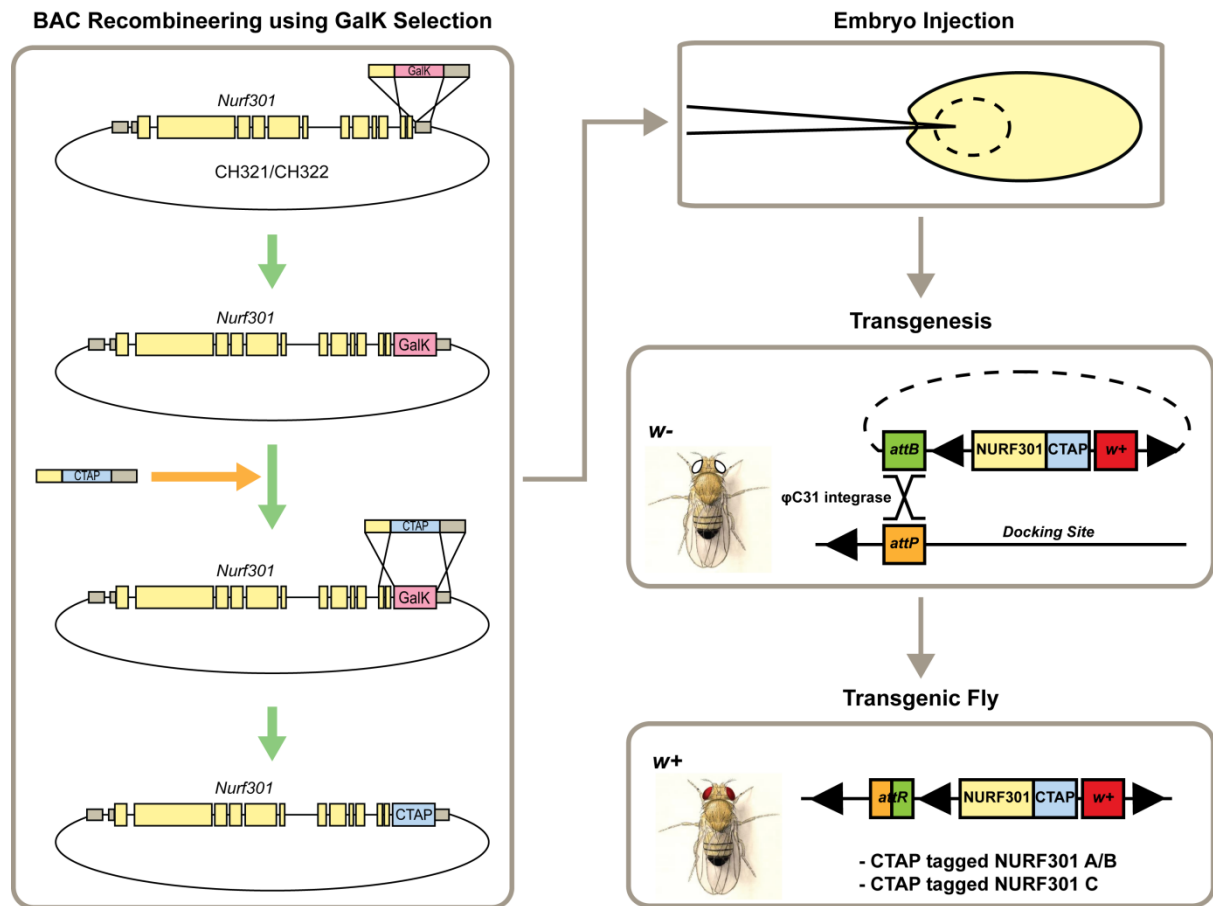 BAC Recombineering using GalK Selection
GalK
Nurf301
CH321/CH322
Nurf301
GalK
CTAP
CTAP
Nurf301
GalK
Nurf301
CTAP
Embryo Injection
Transgenesis
w-
attB
NURF301
CTAP
w+
φC31 integrase
attP
Docking Site
Transgenic Fly
w+
attR
NURF301
CTAP
w+
- CTAP tagged NURF301 A/B
- CTAP tagged NURF301 C